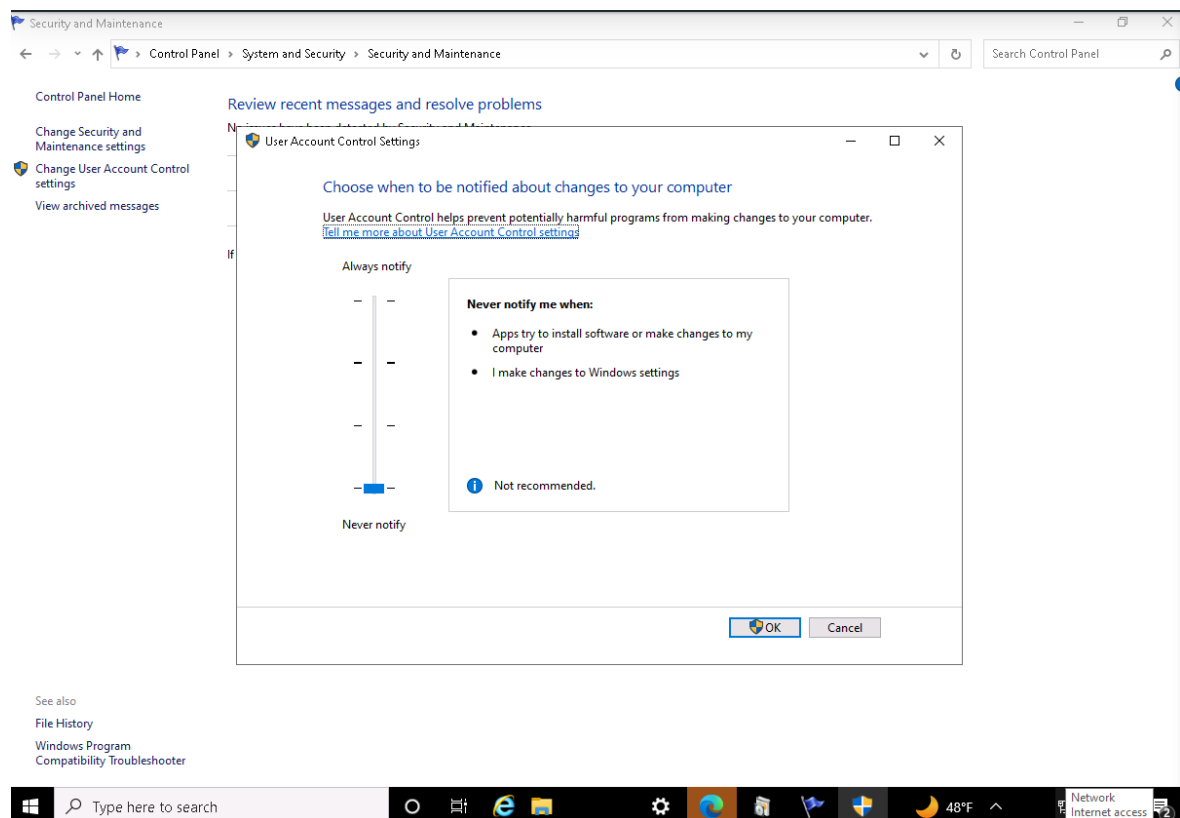 Security and Maintenance
Control Panel > System and Security > Security and Maintenance
Search Control Panel
Control Panel Home
Change Security and
Maintenance settings
Change User Account Control
settings
View archived messages
Review recent messages and resolve problems
User Account Control Settings
Choose when to be notified about changes to your computer
User Account Control helps prevent potentially harmful programs from making changes to your computer.
Tell me more about User Account Control settings
If
Always notify
Never notify me when:
• Apps try to install software or make changes to my
computer
• I make changes to Windows settings
Not recommended.
Never notify
OK
Cancel
See also
File History
Windows Program
Compatibility Troubleshooter
Type here to search
48°F
Network
Internet access
2